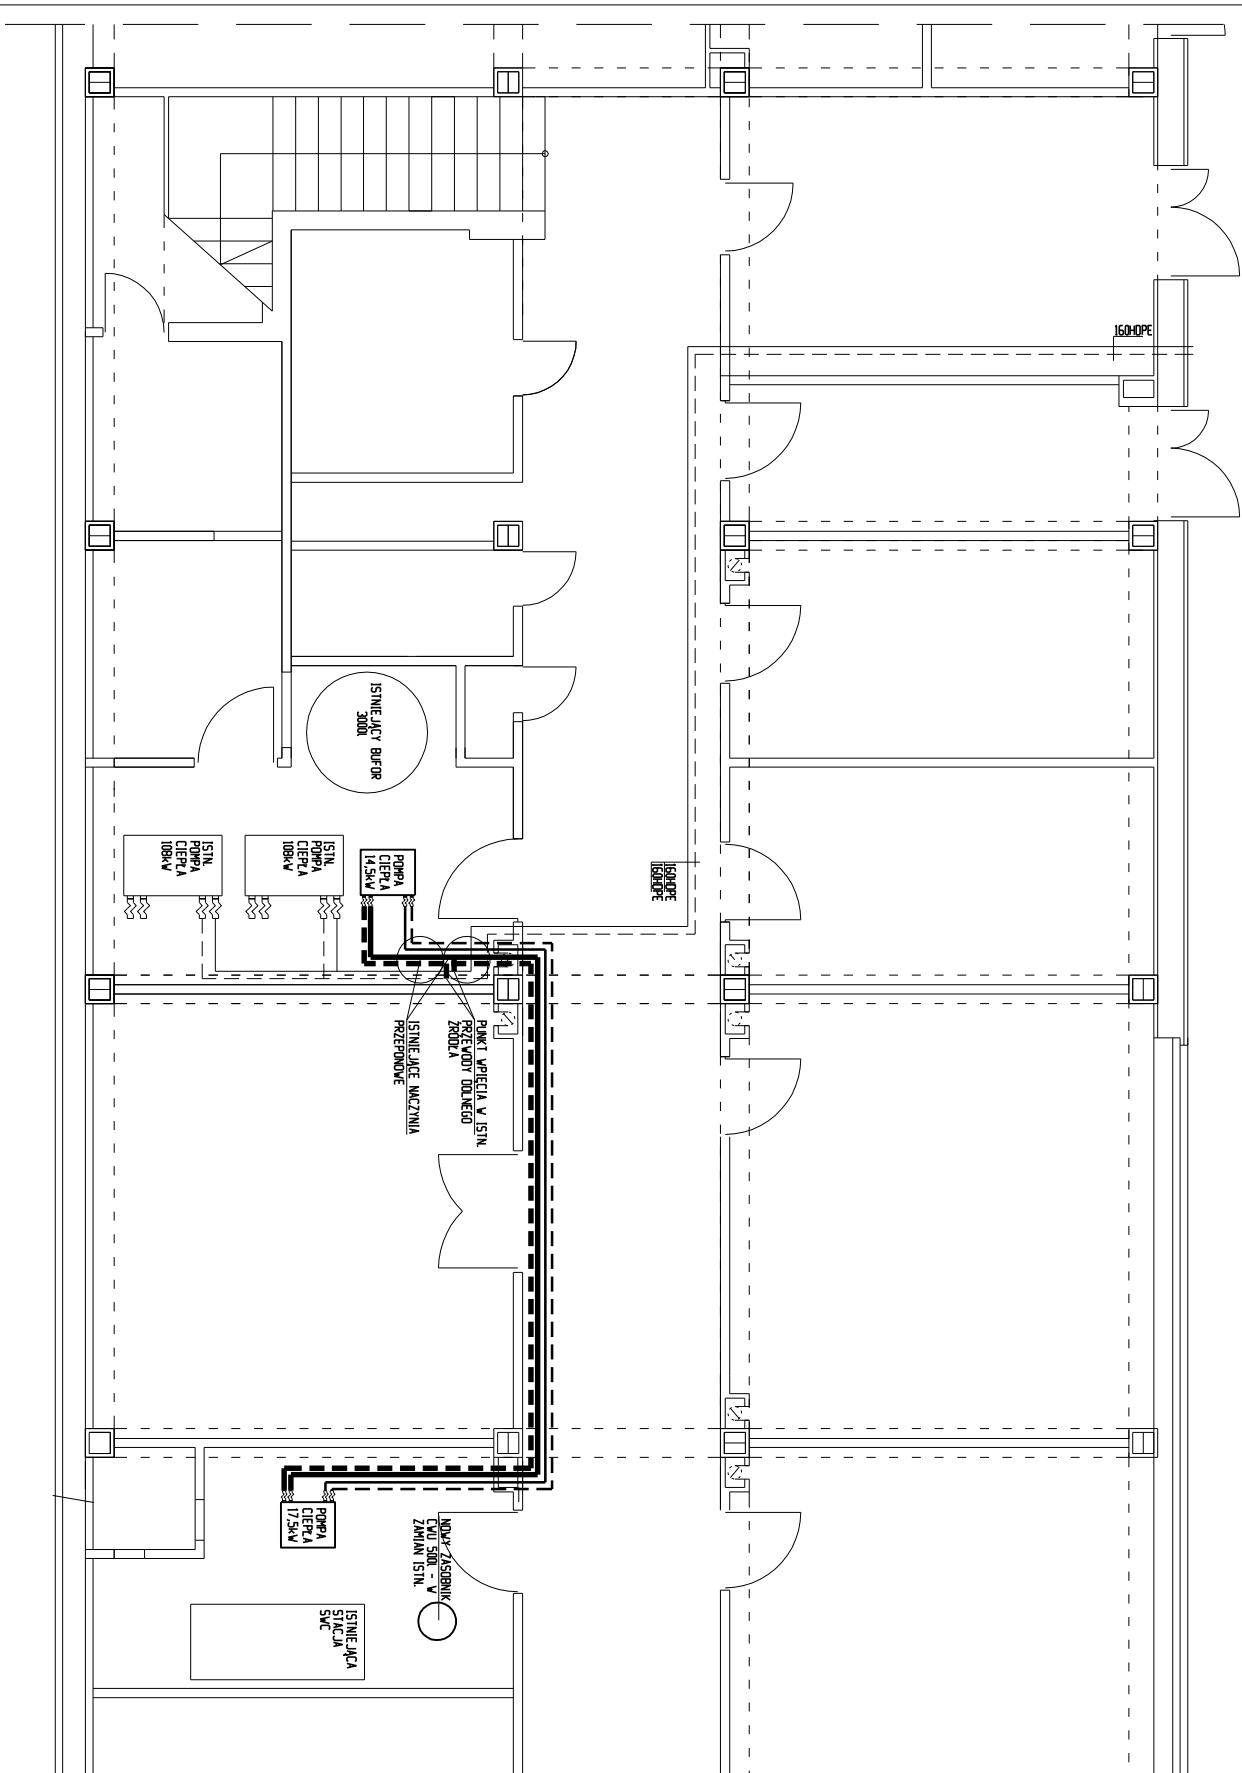 160HDPE
ISTNIEJĄCY BUFOR
3000L
ISTN.
POMPA
CIEPŁA
108kW
ISTN.
POMPA
CIEPŁA
108kW
POMPA
CIEPŁA
14,5kW
160HDPE
160HDPE
PUNKT WPIĘCIA W ISTN.
PRZEWODY DOLNEGO
ŹRÓDŁA
ISTNIEJĄCE NACZYNIA
PRZEPONOWE
POMPA
CIEPŁA
17,5kW
NOWY ZASOBNIK
CWU 500L - W
ZAMIAN ISTN.
ISTNIEJĄCA
STACJA
SWC